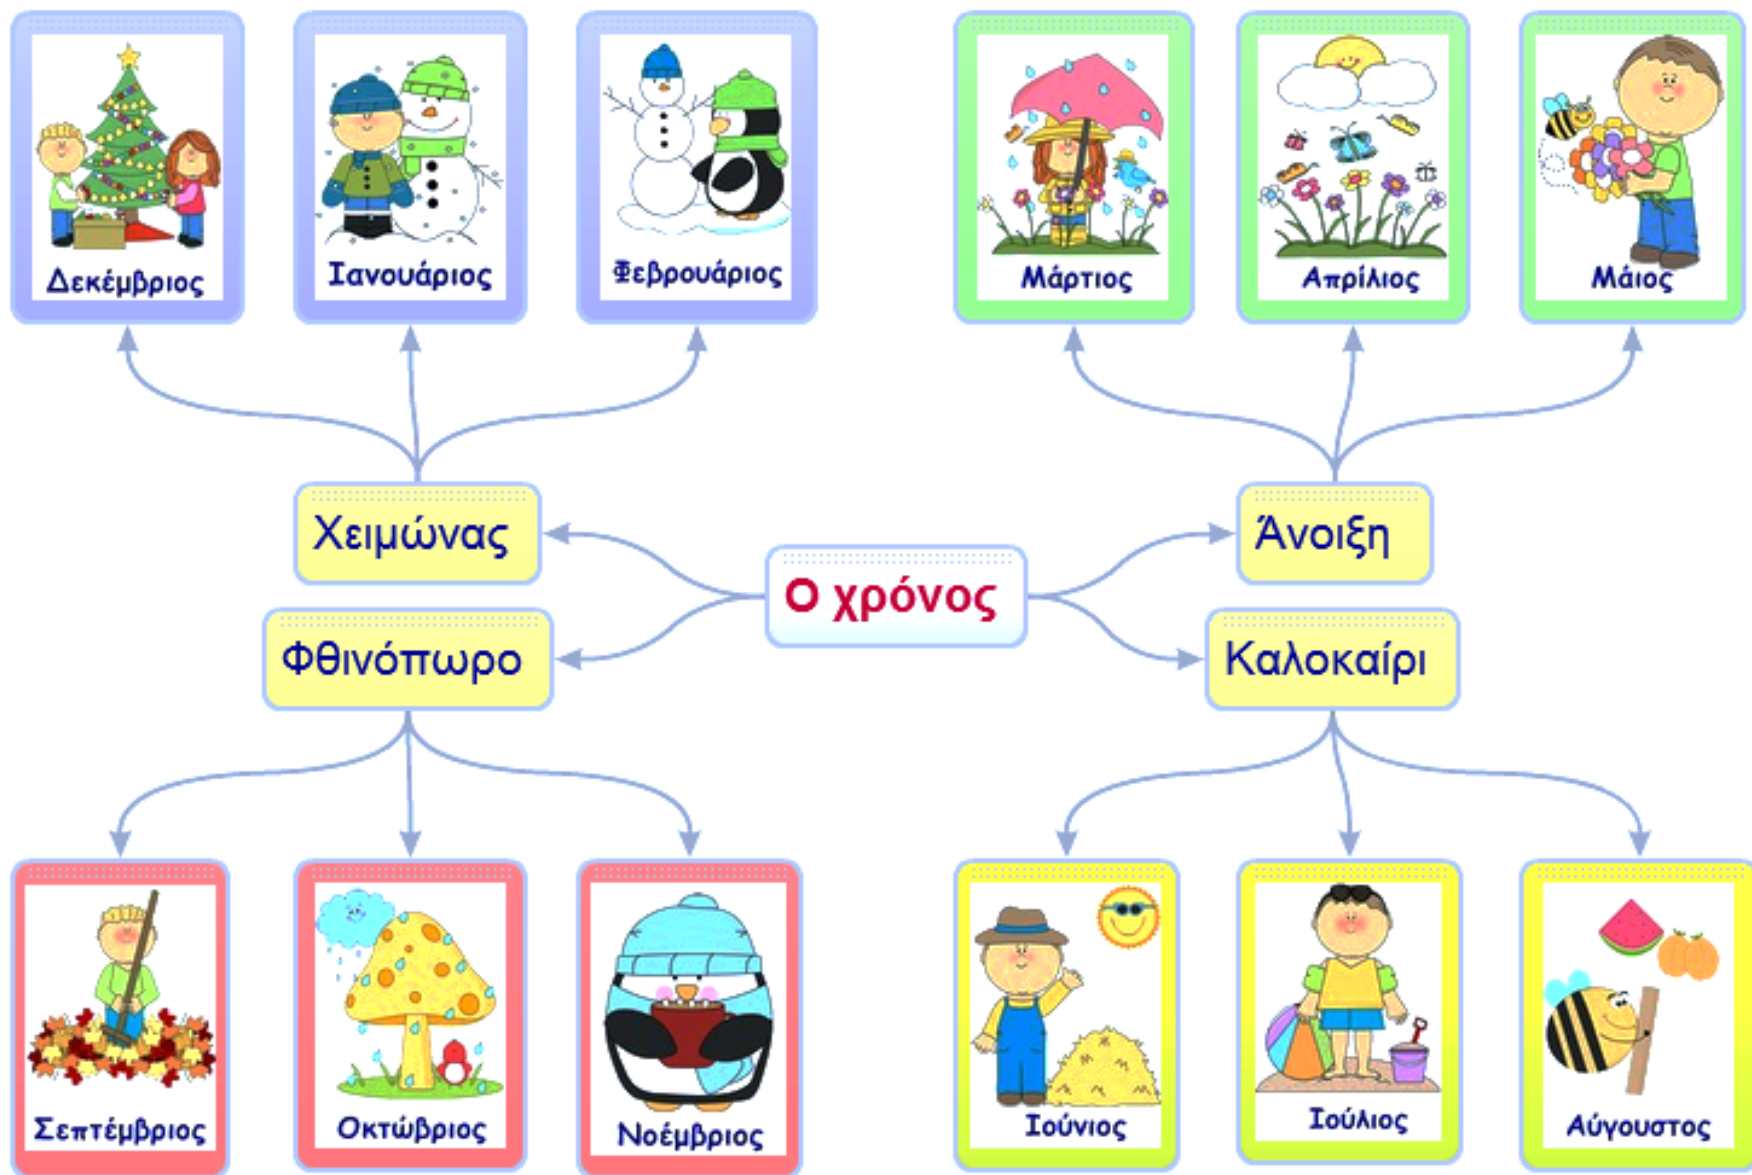 Δεκέμβριος
Ιανουάριος
Φεβρουάριος
Μάρτιος
Απρίλιος
Μάιος
Χειμώνας
Άνοιξη
Ο χρόνος
Φθινόπωρο
Καλοκαίρι
Σεπτέμβριος
Οκτώβριος
Νοέμβριος
Ιούνιος
Ιούλιος
Αύγουστος